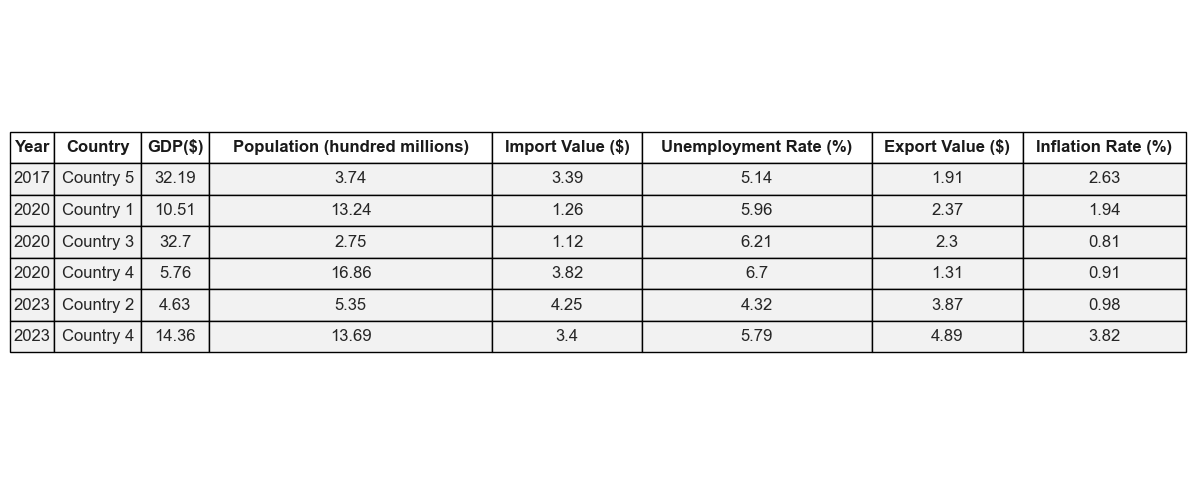 Year Country GDP($) Population (hundred millions) Import Value ($) Unemployment Rate (%) Export Value ($) Inflation Rate (%)
2017 Country 5 32.19 3.74 3.39 5.14 1.91 2.63
2020 Country 1 10.51 13.24 1.26 5.96 2.37 1.94
2020 Country 3 32.7 2.75 1.12 6.21 2.3 0.81
2020 Country 4 5.76 16.86 3.82 6.7 1.31 0.91
2023 Country 2 4.63 5.35 4.25 4.32 3.87 0.98
2023 Country 4 14.36 13.69 3.4 5.79 4.89 3.82